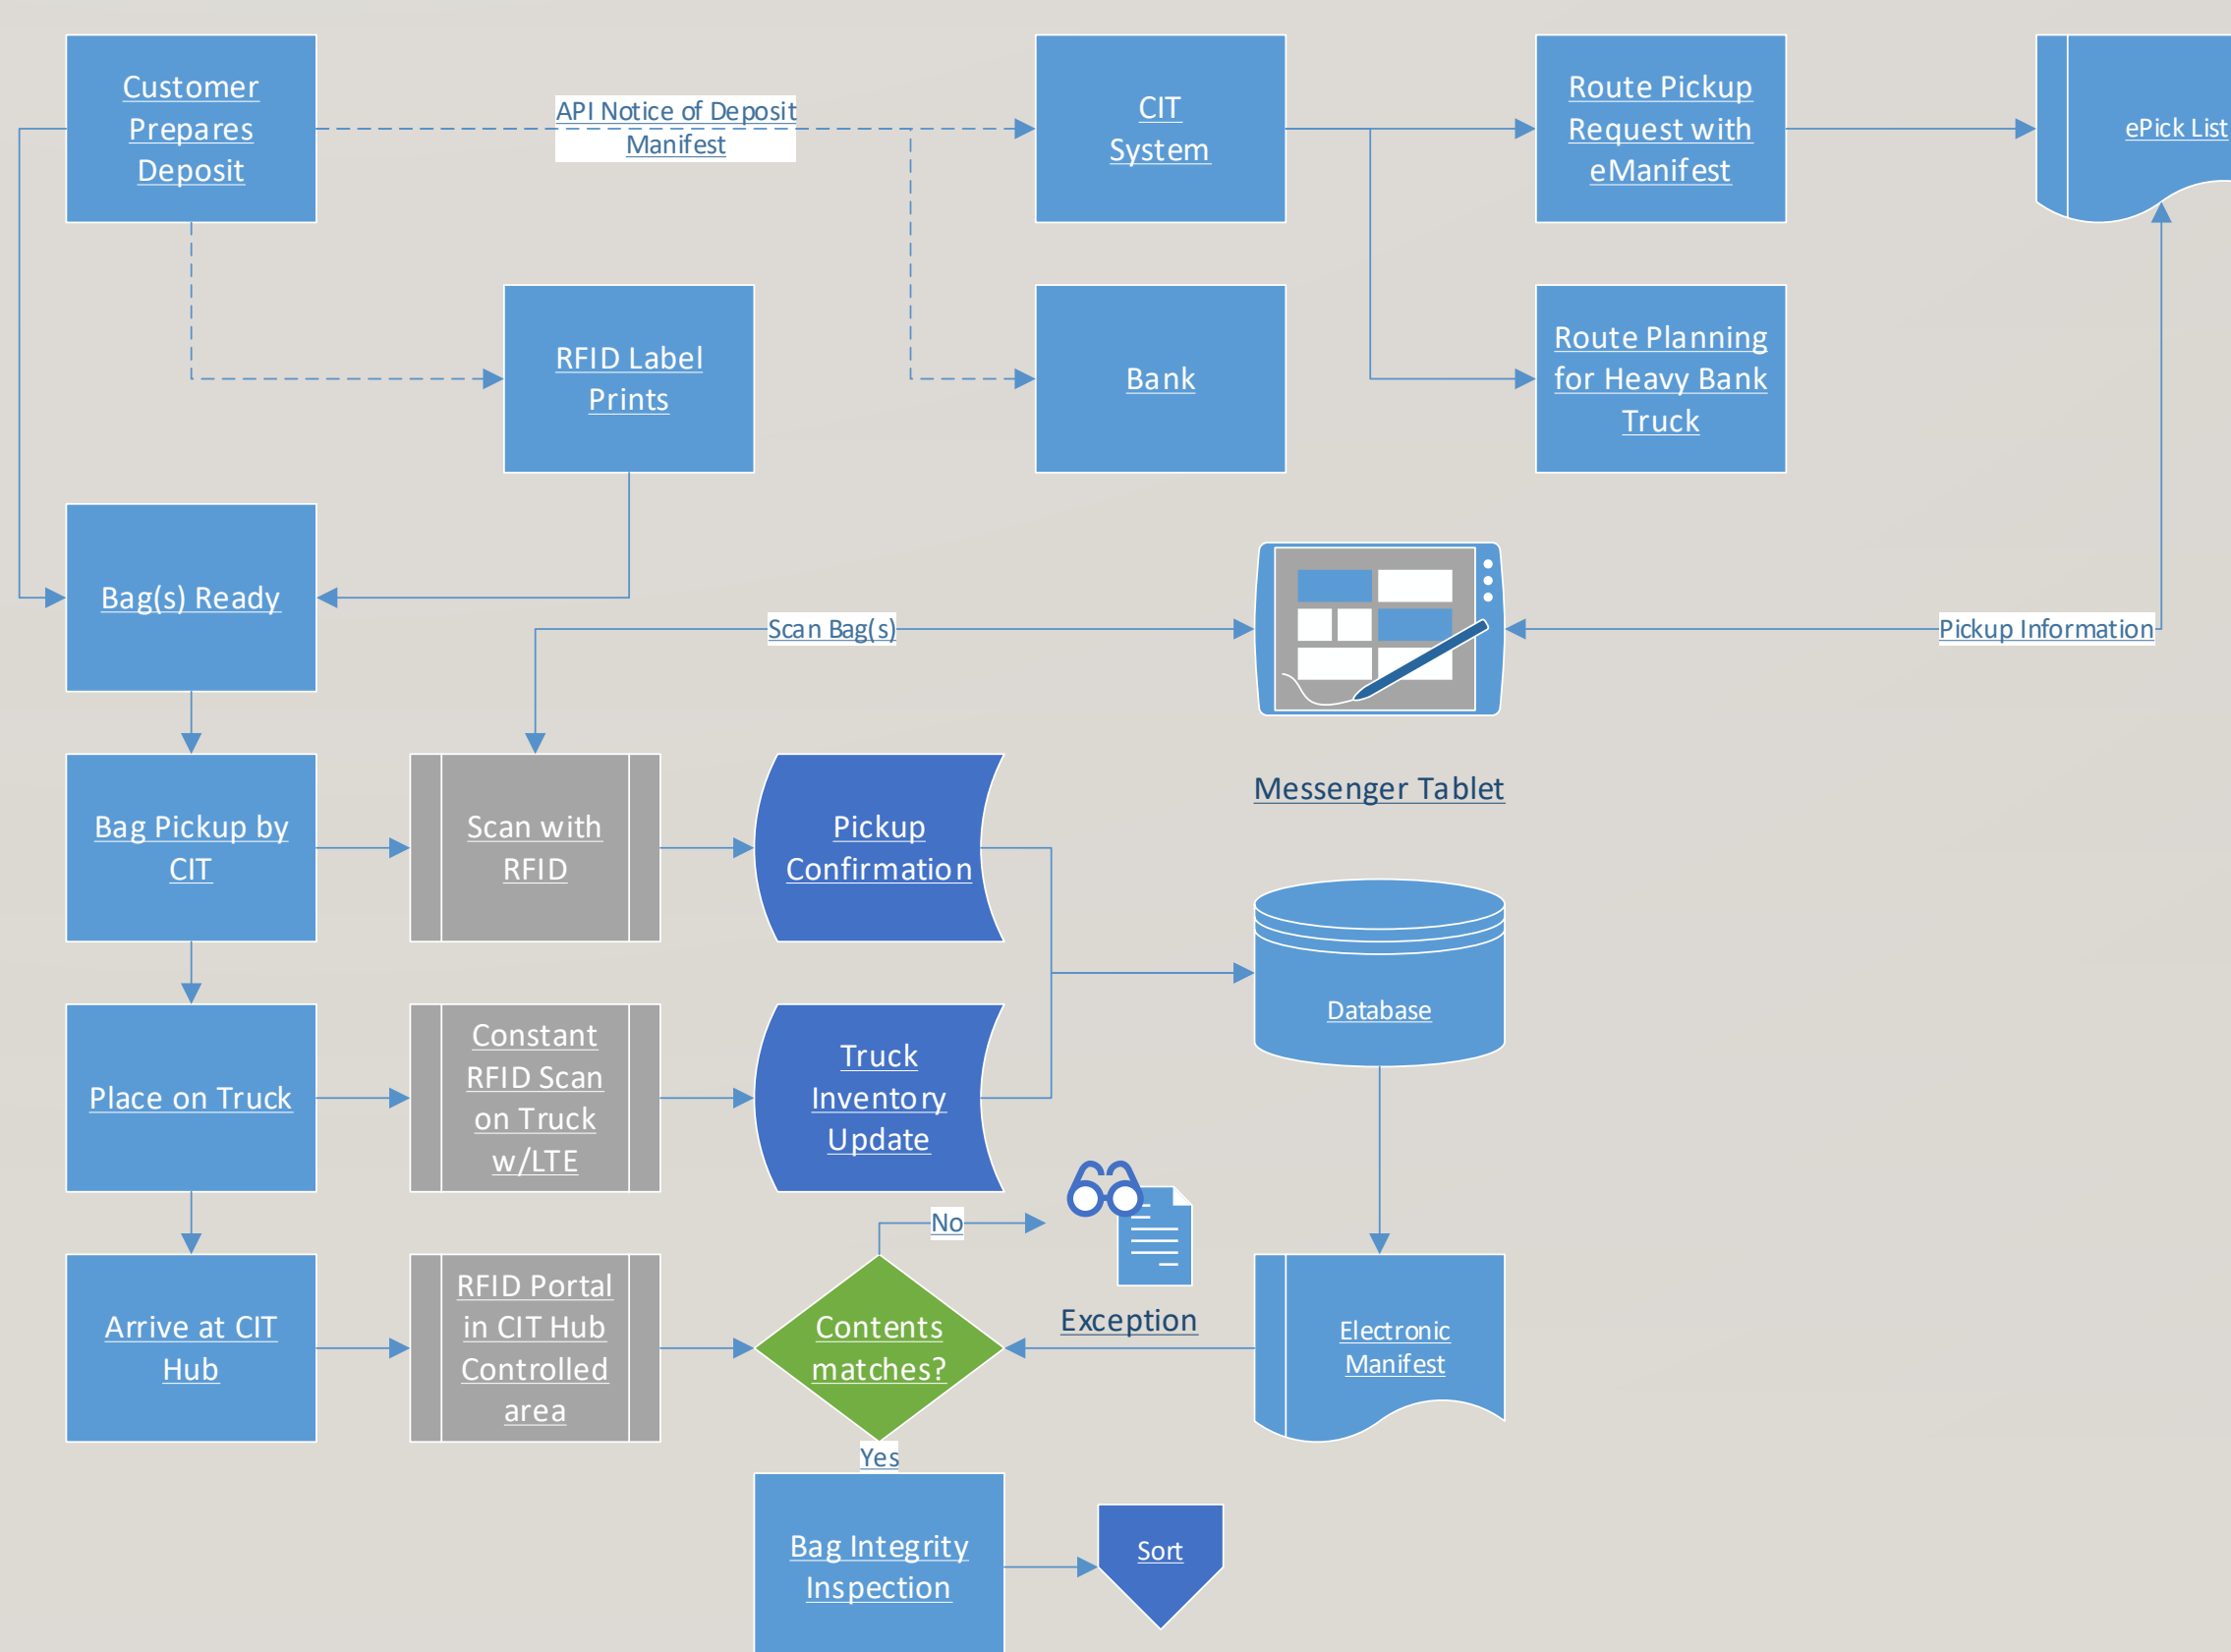 Customer
Prepares
Deposit
API Notice of Deposit
Manifest
CIT
System
Route Pickup
Request with
eManifest
ePick List
RFID Label
Prints
Bank
Route Planning
for Heavy Bank
Truck
Bag(s) Ready
Scan Bag(s)
Pickup Information
Messenger Tablet
Bag Pickup by
CIT
Scan with
RFID
Pickup
Confirmation
Database
Place on Truck
Constant
RFID Scan
on Truck
w/LTE
Truck
Inventory
Update
No
Exception
Arrive at CIT
Hub
RFID Portal
in CIT Hub
Controlled
area
Contents
matches?
Electronic
Manifest
Yes
Bag Integrity
Inspection
Sort